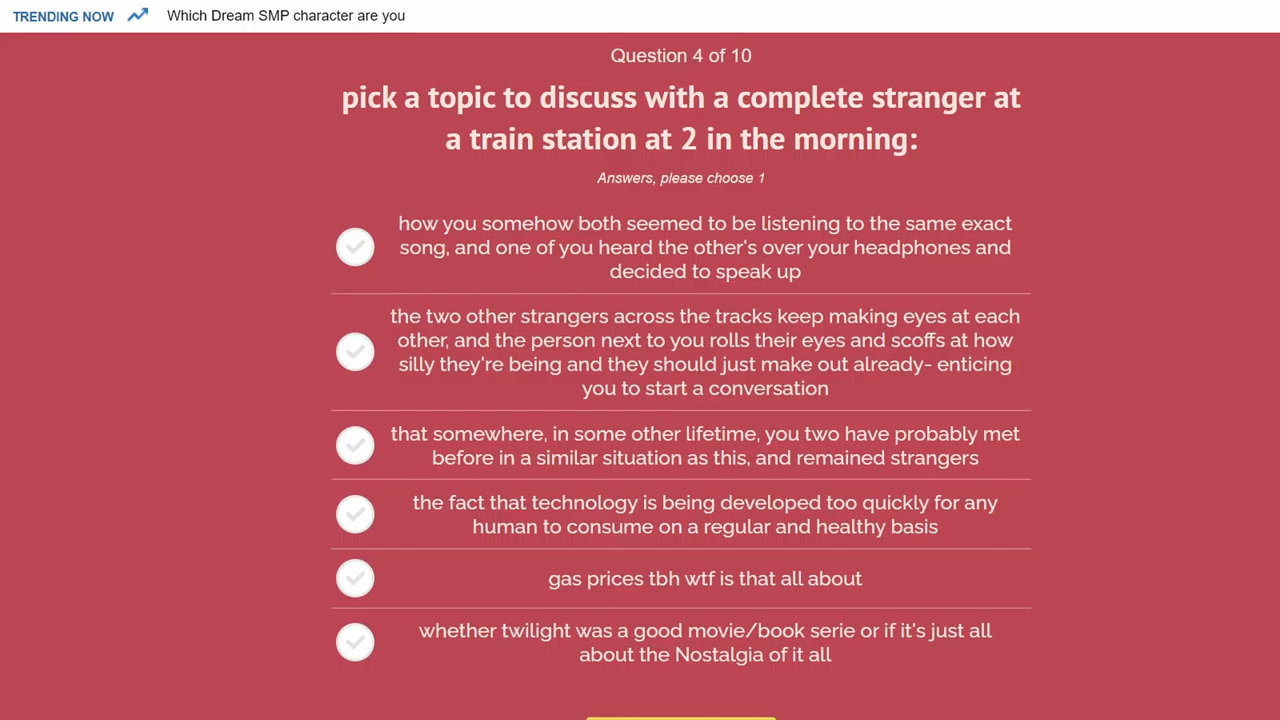 TRENDING NOW Which Dream SMP character are you
Question 4 of 10
pick a topic to discuss with a complete stranger at
a train station at 2 in the morning:
Answers, please choose 1
how you somehow both seemed to be listening to the same exact
song, and one of you heard the other's over your headphones and
decided to speak up
the two other strangers across the tracks keep making eyes at each
other, and the person next to you rolls their eyes and scoffs at how
silly they're being and they should just make out already- enticing
you to start a conversation
that somewhere, in some other lifetime, you two have probably met
before in a similar situation as this, and remained strangers
the fact that technology is being developed too quickly for any
human to consume on a regular and healthy basis
gas prices tbh wtf is that all about
whether twilight was a good movie/book serie or if it's just all
about the Nostalgia of it all